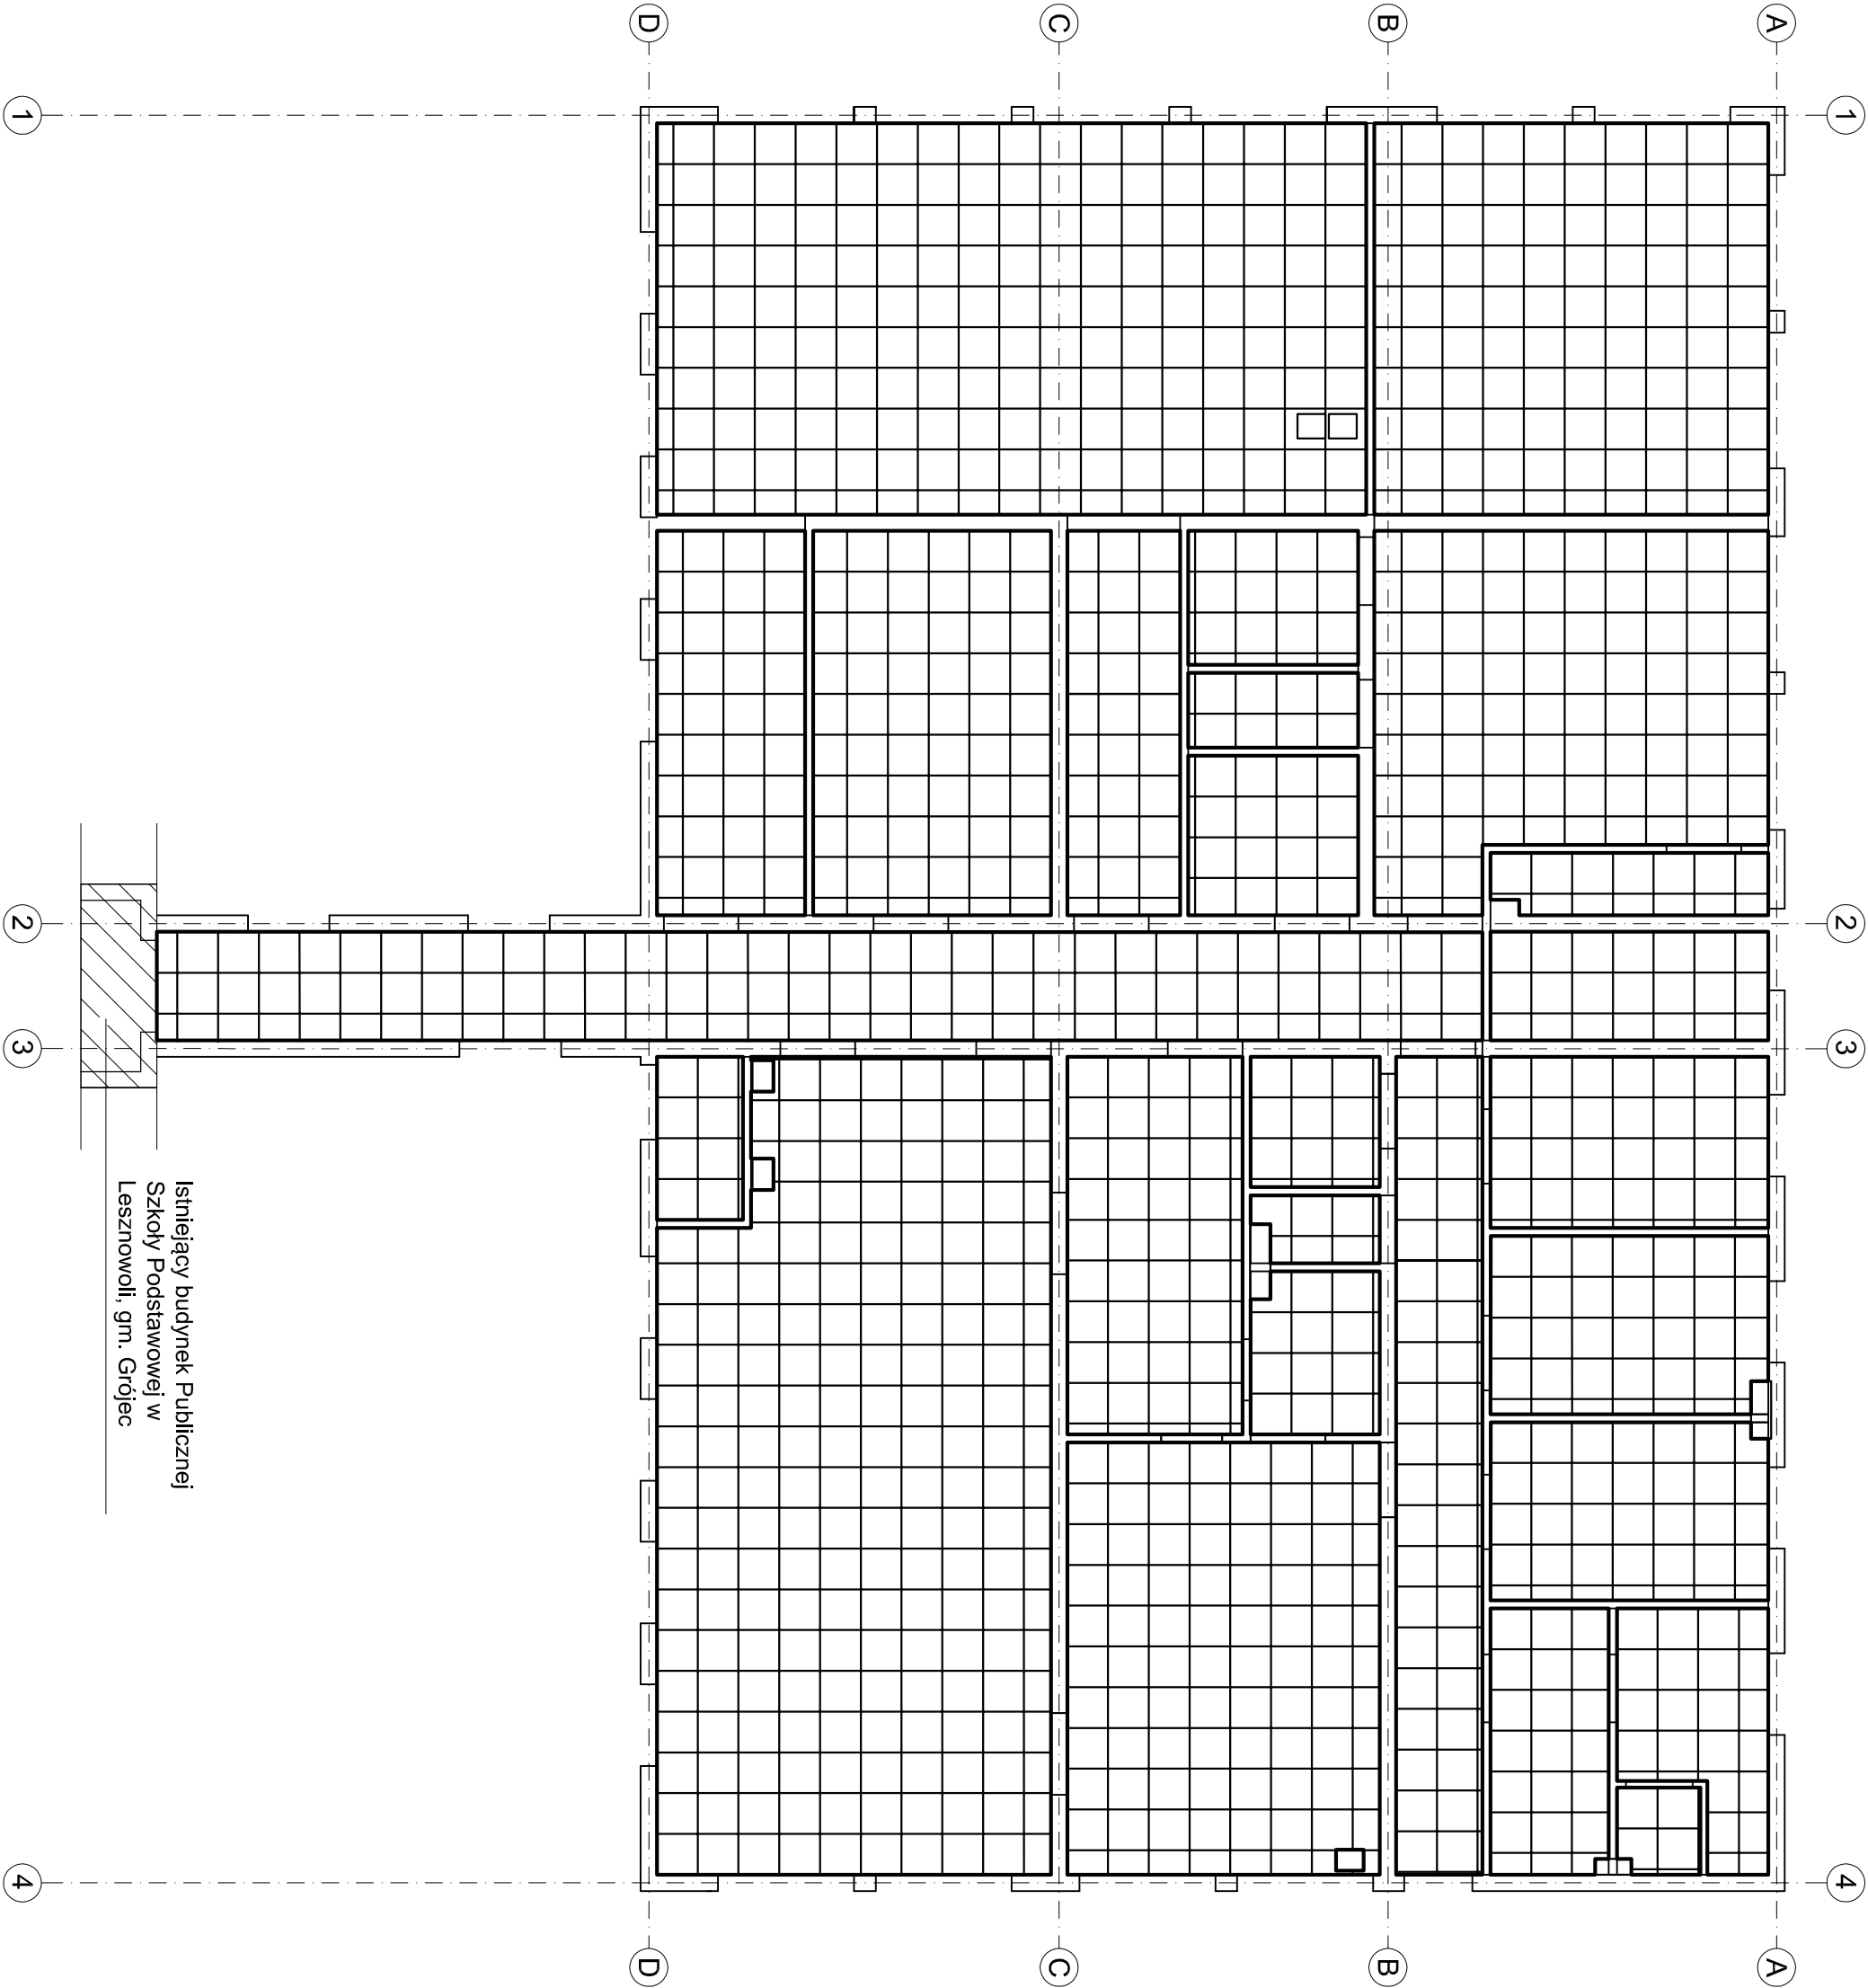 D
C
B
A
1
1
2
2
3
3
Istniejący budynek Publicznej
Szkoły Podstawowej w
Lesznowoli, gm. Grójec
4
4
D
C
B
A